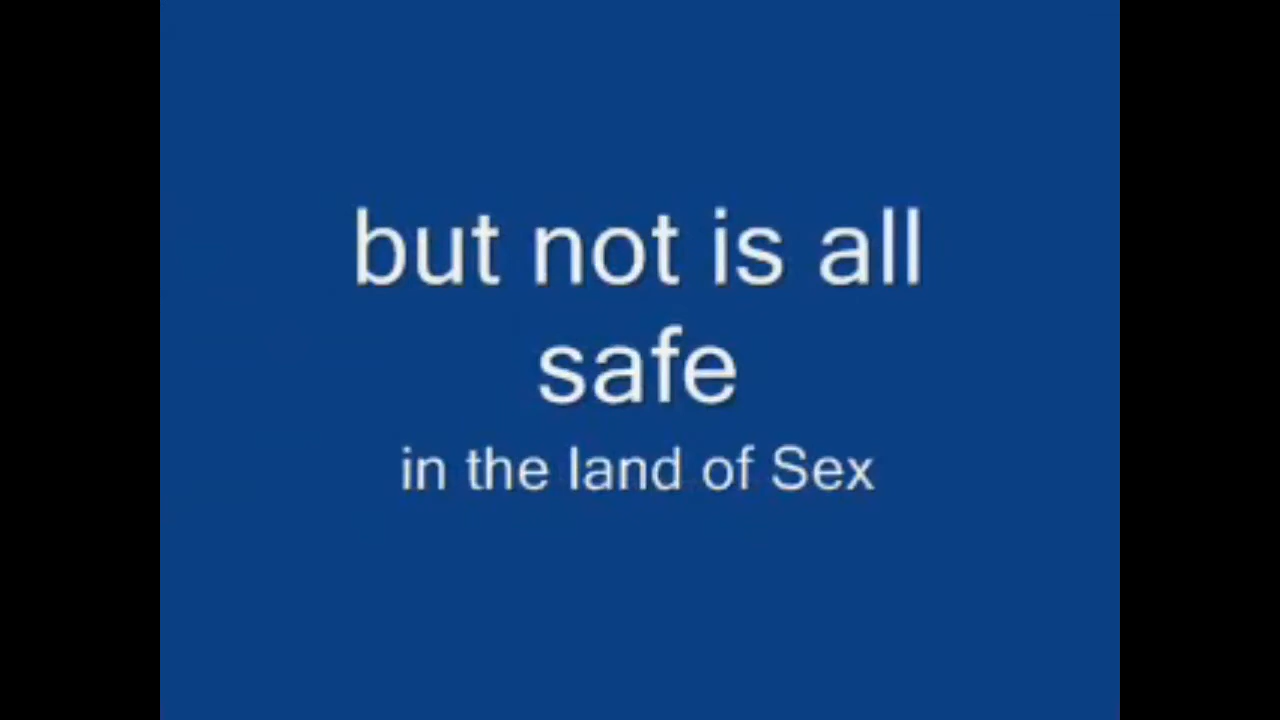 but not is all
safe
in the land of Sex